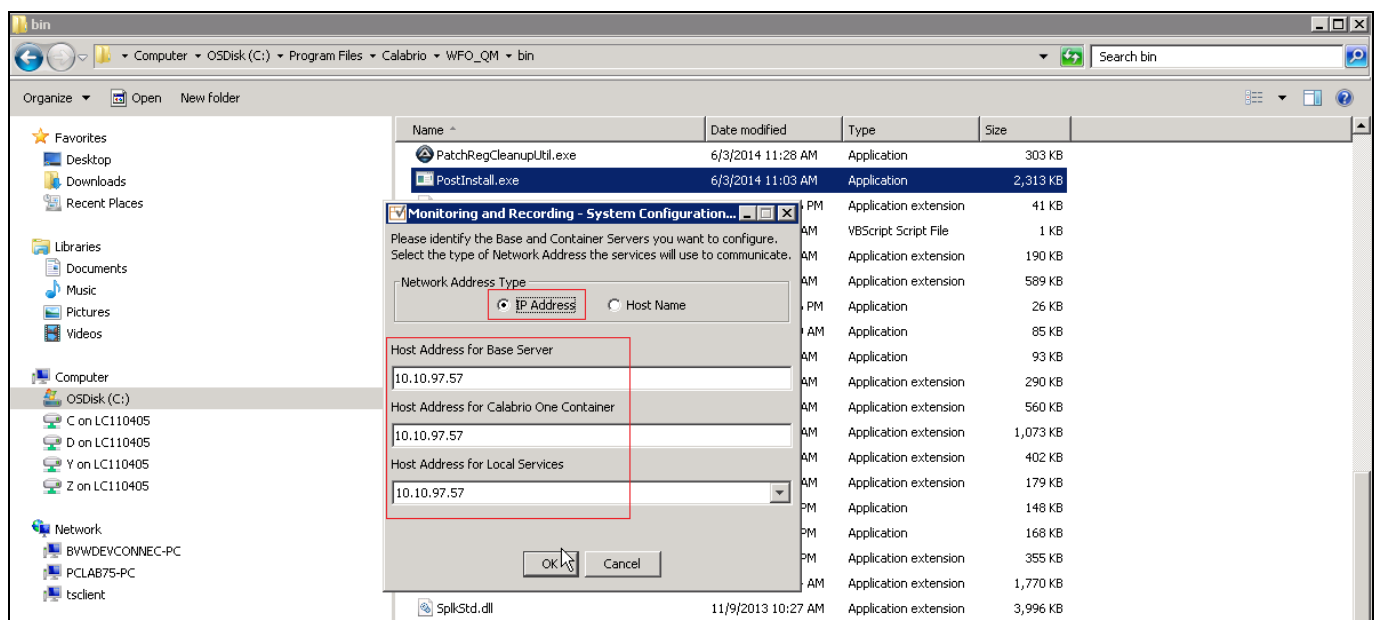 bin
Computer OSDisk (C:) Program Files Calabrio WFO_QM bin
Search bin
Organize Open New folder
Favorites
Desktop
Downloads
Recent Places
Libraries
Documents
Music
Pictures
Videos
Computer
OSDisk (C:)
C on LC110405
D on LC110405
Y on LC110405
Z on LC110405
Network
BVWDEVCONNEC-PC
PCLAB75-PC
tsclient
Name Date modified Type Size
PatchRegCleanupUtil.exe 6/3/2014 11:28 AM Application 303 KB
PostInstall.exe 6/3/2014 11:03 AM Application 2,313 KB
PM Application extension 41 KB
AM VBScript Script File 1 KB
AM Application extension 190 KB
AM Application extension 589 KB
PM Application 26 KB
AM Application 85 KB
AM Application 93 KB
AM Application extension 290 KB
AM Application extension 560 KB
AM Application extension 1,073 KB
AM Application extension 402 KB
AM Application extension 179 KB
PM Application 148 KB
PM Application 168 KB
PM Application extension 355 KB
AM Application extension 1,770 KB
SplkStd.dll 11/9/2013 10:27 AM Application extension 3,996 KB
Monitoring and Recording - System Configuration...
Please identify the Base and Container Servers you want to configure.
Select the type of Network Address the services will use to communicate.
Network Address Type
IP Address Host Name
Host Address for Base Server
10.10.97.57
Host Address for Calabrio One Container
10.10.97.57
Host Address for Local Services
10.10.97.57
OK Cancel